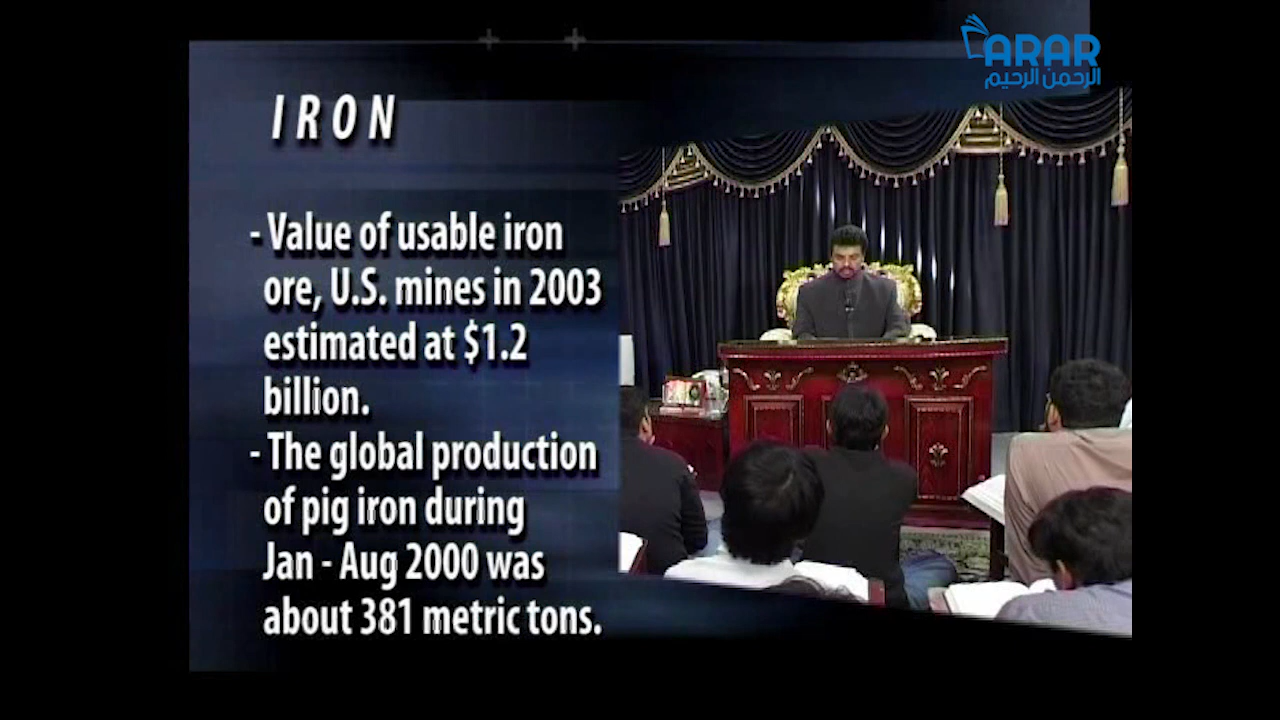 ARAR
الرحمن الرحيم
IRON
- Value of usable iron
ore, U.S. mines in 2003
estimated at $1.2
billion.
- The global production
of pig iron during
Jan - Aug 2000 was
about 381 metric tons.